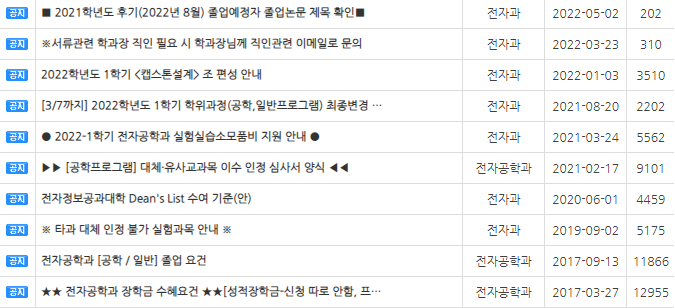 공지 ■ 2021학년도 후기(2022년 8월) 졸업예정자 졸업논문 제목 확인■ 전자과 2022-05-02 202
공지 ※서류관련 학과장 직인 필요 시 학과장님께 직인관련 이메일로 문의 전자과 2022-03-23 310
공지 2022학년도 1학기 <캡스톤설계> 조 편성 안내 전자과 2022-01-03 3510
공지 [3/7까지] 2022학년도 1학기 학위과정(공학,일반프로그램) 최종변경 … 전자과 2021-08-20 2202
공지 ● 2022-1학기 전자공학과 실험실습소모품비 지원 안내 ● 전자과 2021-03-24 5562
공지 ▶▶ [공학프로그램] 대체·유사교과목 이수 인정 심사서 양식 ◀◀ 전자공학과 2021-02-17 9101
공지 전자정보공과대학 Dean's List 수여 기준(안) 전자과 2020-06-01 4459
공지 ※ 타과 대체 인정 불가 실험과목 안내 ※ 전자과 2019-09-02 5175
공지 전자공학과 [공학 / 일반] 졸업 요건 전자공학과 2017-09-13 11866
공지 ★★ 전자공학과 장학금 수혜요건 ★★[성적장학금-신청 따로 안함, 프… 전자공학과 2017-03-27 12955